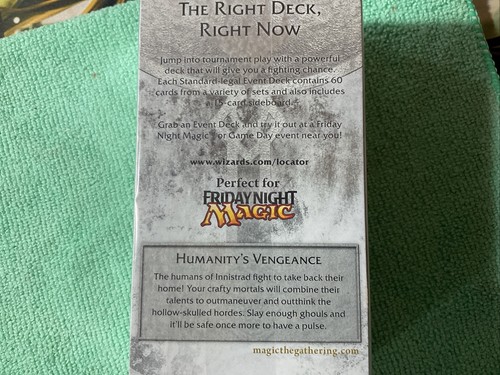 The Right Deck,
Right Now
Jump into tournament play with a powerful
deck that will give you a fighting chance.
Each Standard-legal Event Deck contains 60
cards from a variety of sets and also includes
a 15-card sideboard.
Grab an Event Deck and try it out at a Friday
Night Magic® or Game Day event near you!
www.wizards.com/locator
Perfect for
FRIDAY NIGHT
MAGIC
Humanity's Vengeance
The humans of Innistrad fight to take back their
home! Your crafty mortals will combine their
talents to outmaneuver and outthink the
hollow-skulled hordes. Slay enough ghouls and
it'll be safe once more to have a pulse.
magicthegathering.com